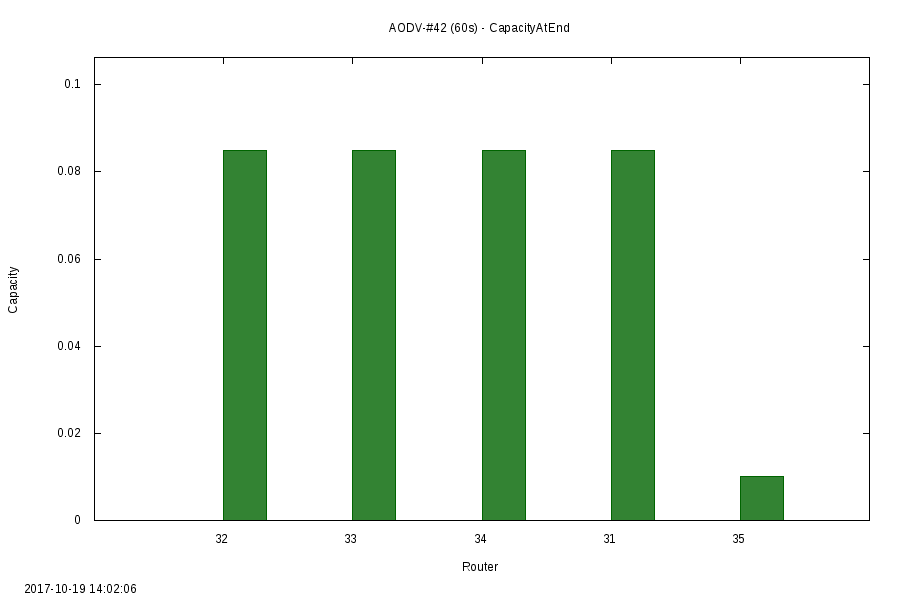 AODV-#42 (60s) - CapacityAtEnd
0.1
0.08
0.06
0.04
0.02
0
Capacity
32 33 34 31 35
Router
2017-10-19 14:02:06